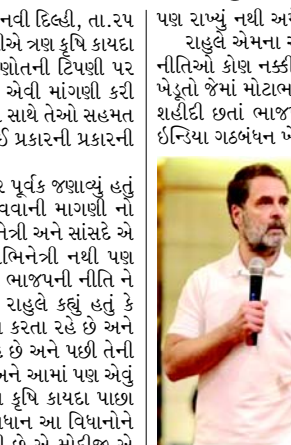 નવી દિલ્હી, તા.૨૫
ીએ ત્રણ કૃષિ કાયદા
ણોતની ટિપણી પર
એવી માંગણી કરી
સાથે તેઓ સહમત
ઈ પ્રકારની પ્રકારની
પૂર્વક જણાવ્યું હતું
વવાની માગણી નો
નેત્રી અને સાંસદે એ
ભિનેત્રી નથી પણ
ભાજપની નીતિ ને
રાહુલે કહ્યું હતું કે
કરતા રહે છે અને
છે અને પછી તેની
અને આમાં પણ એવું
કૃષિ કાયદા પાછા
ધાન આ વિધાનોને
પણ રાખ્યું નથી અ
રાહુલે એમના
નીતિઓ કોણ નક્કી
ખેડૂતો જેમાં મોટાભ
શહીદી છતાં ભાજ
ઇન્ડિયા ગઠબંધન ખે